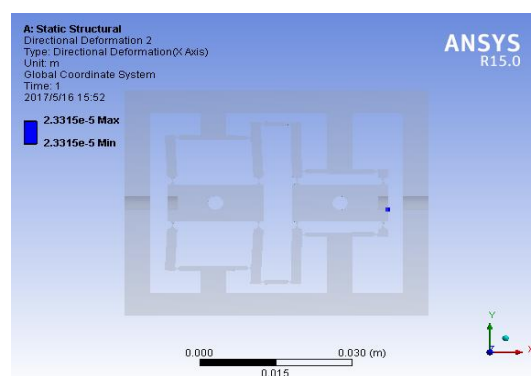 A: Static Structural
Directional Deformation 2
Type: Directional Deformation(X Axis)
Unit: m
Global Coordinate System
Time: 1
2017/5/16 15:52
2.3315e-5 Max
2.3315e-5 Min
ANSYS
R15.0
0.000
0.030 (m)
0.015
Y
X